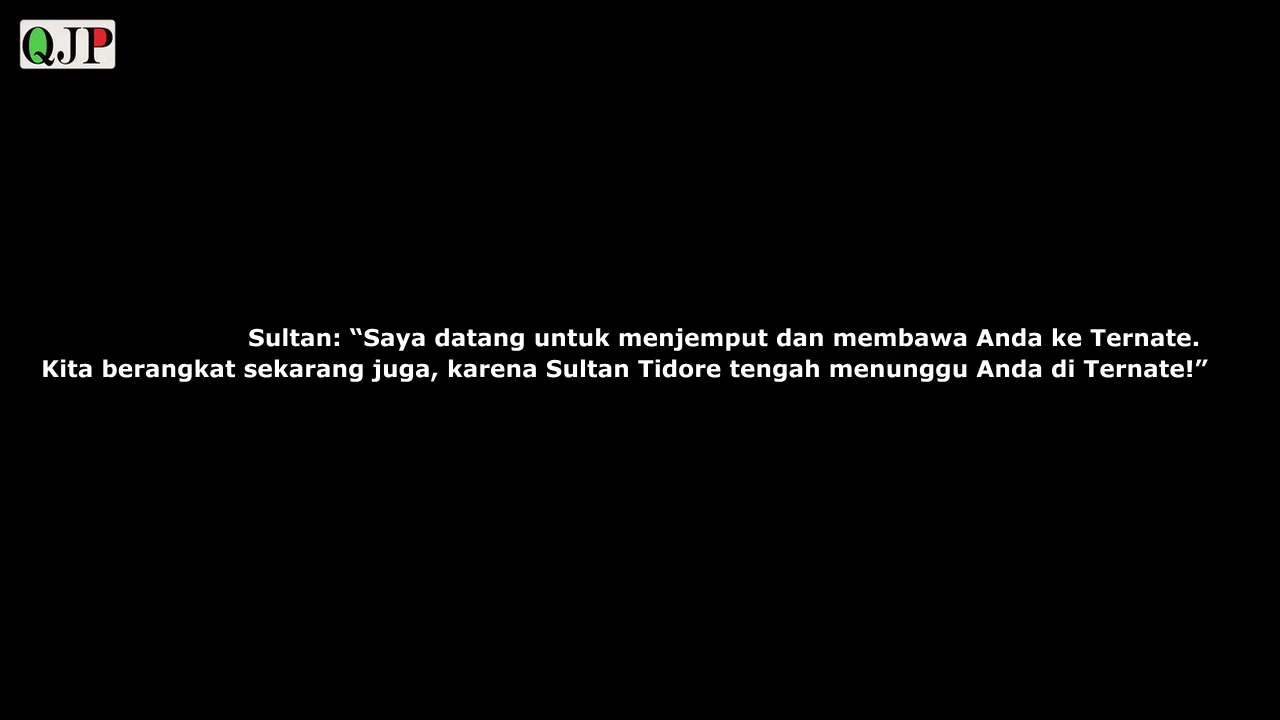 QJP
Sultan: “Saya datang untuk menjemput dan membawa Anda ke Ternate.
Kita berangkat sekarang juga, karena Sultan Tidore tengah menunggu Anda di Ternate!”